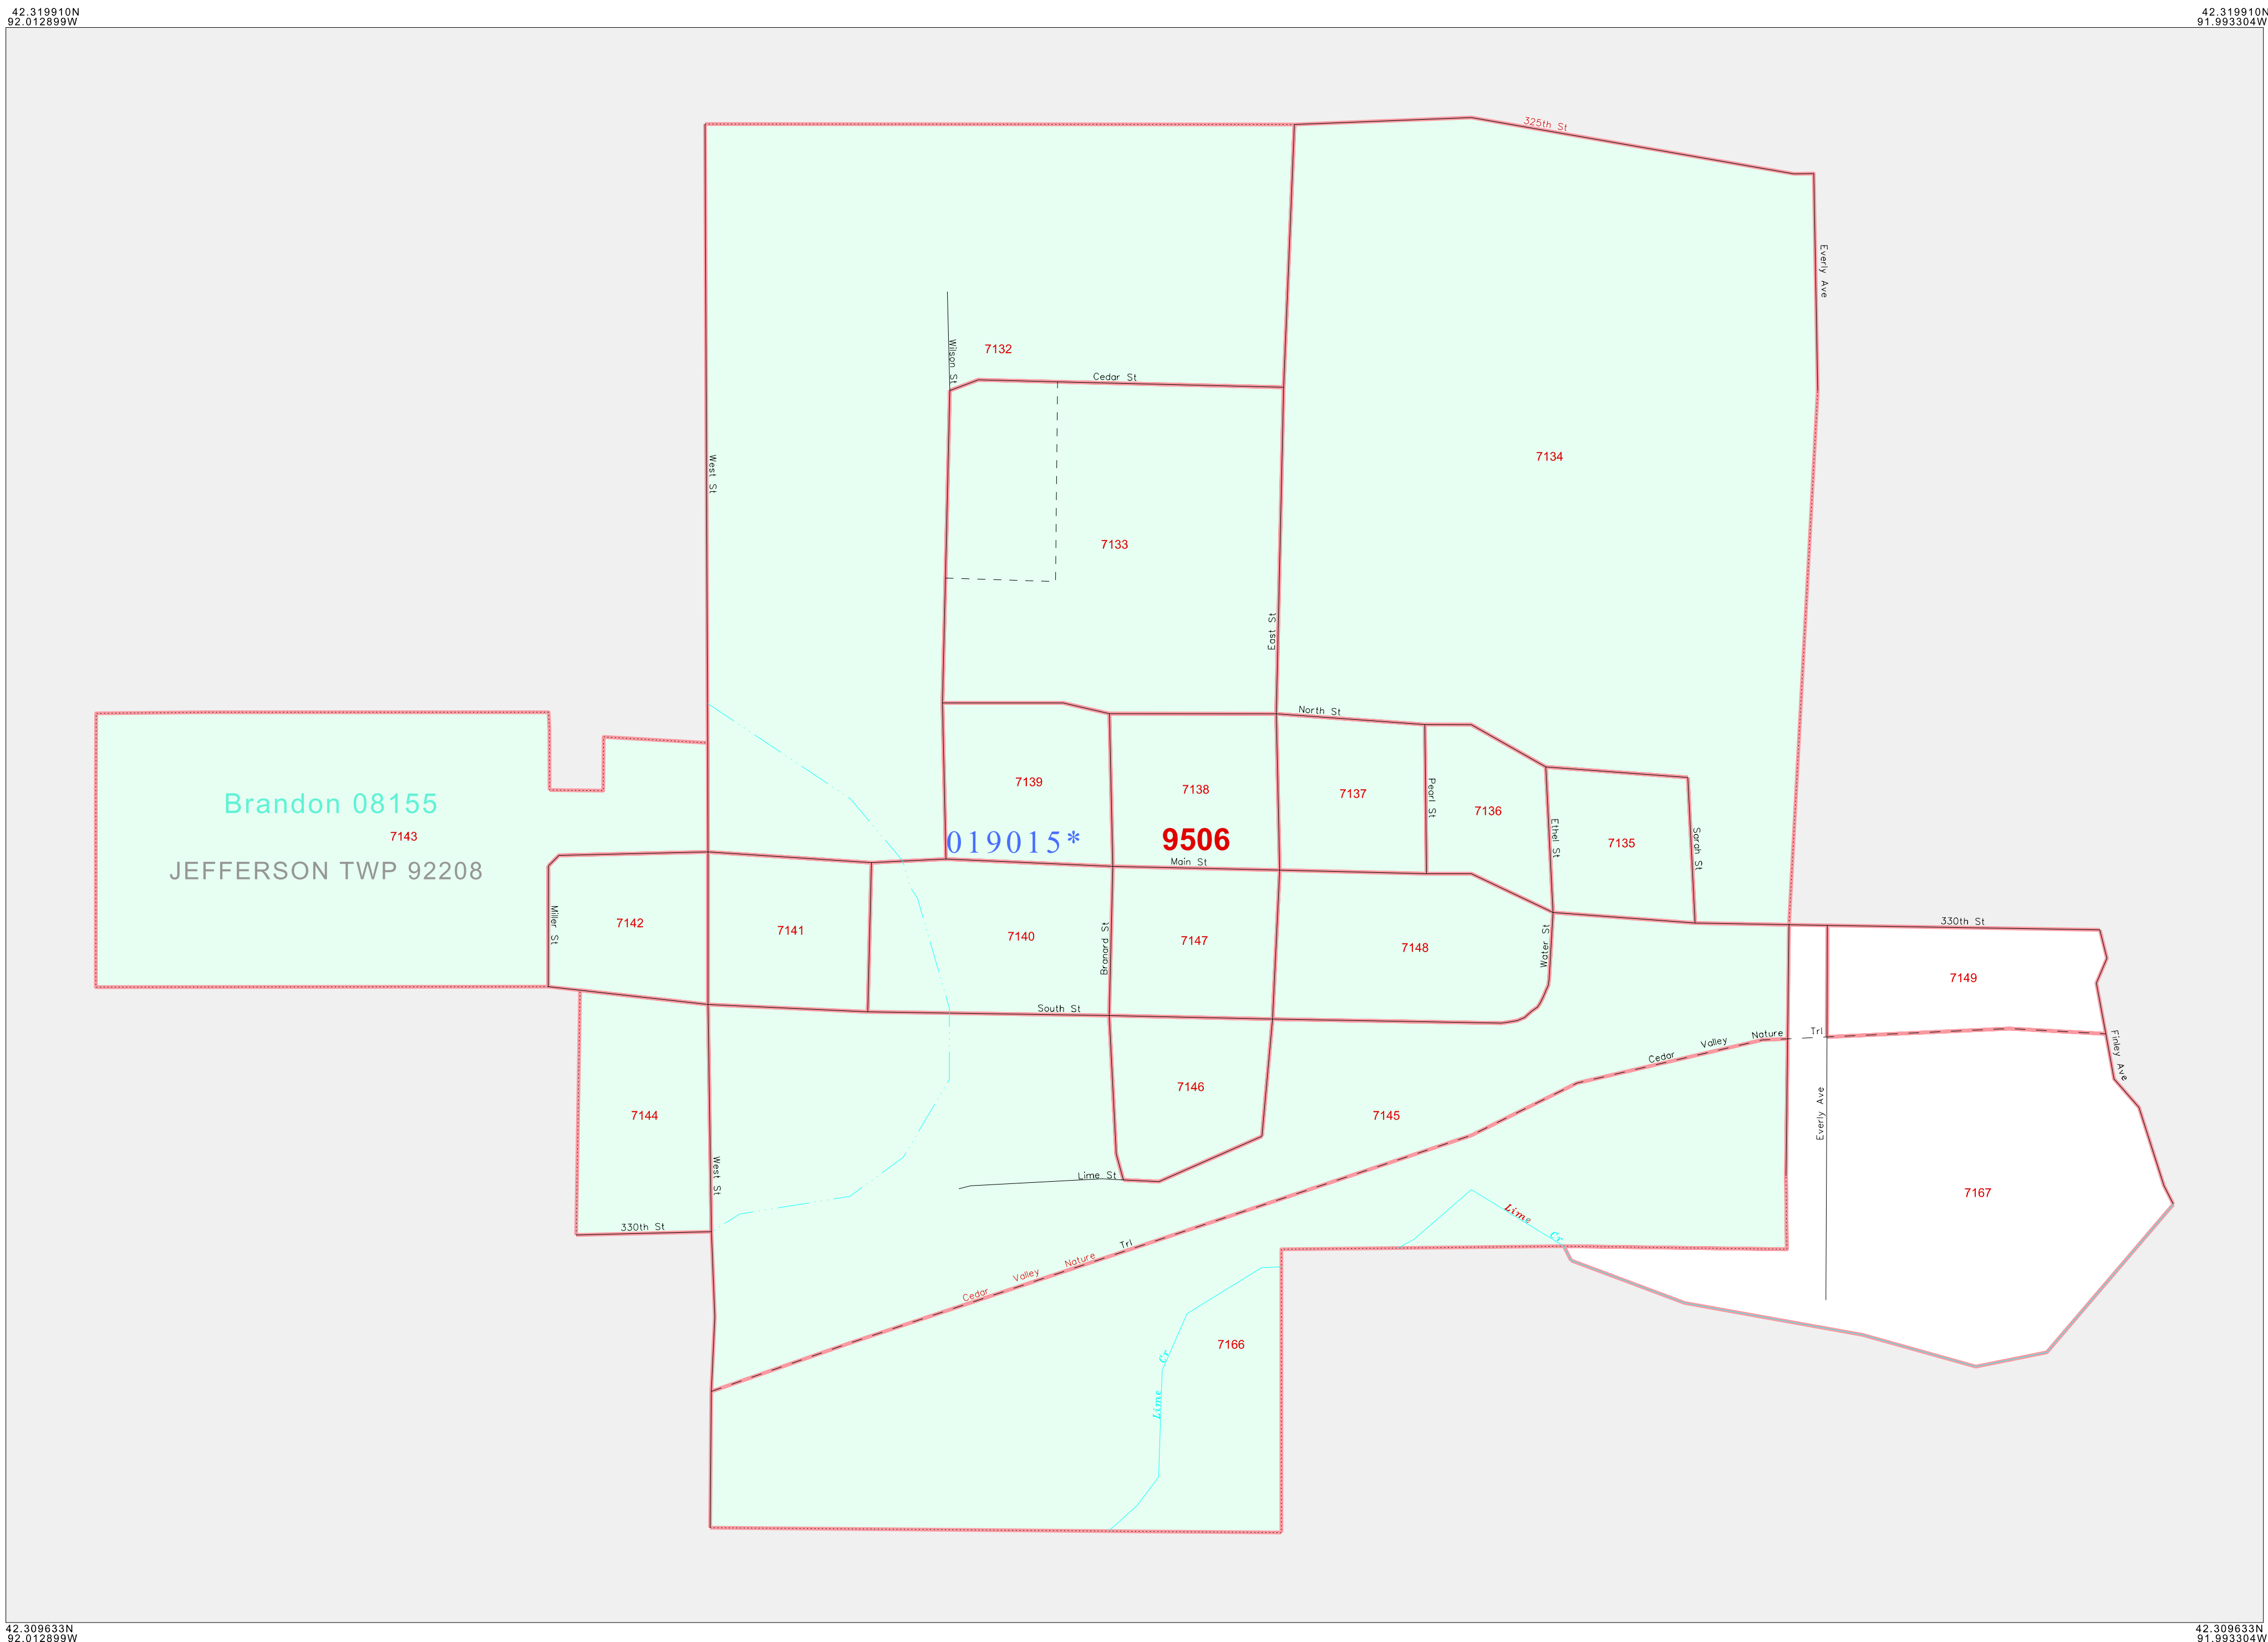 42.319910N
92.012899W
42.319910N
91.993304W
325th St
Everly Ave
7132
Wilson St
Cedar St
West St
7134
7133
East St
North St
Brandon 08155
7143
JEFFERSON TWP 92208
7139
7138
7137
Pearl St
7136
Ethel St
7135
Sarah St
019015*
9506
Main St
Miller St
7142
7141
7140
Branard St
7147
7148
Water St
330th St
7149
South St
Cedar Valley Nature Trl
Finley Ave
7144
7146
7145
Everly Ave
West St
Lime St
7167
330th St
Lime Cr
Cedar Valley Nature Trl
7166
Lime Cr
42.309633N
92.012899W
42.309633N
91.993304W